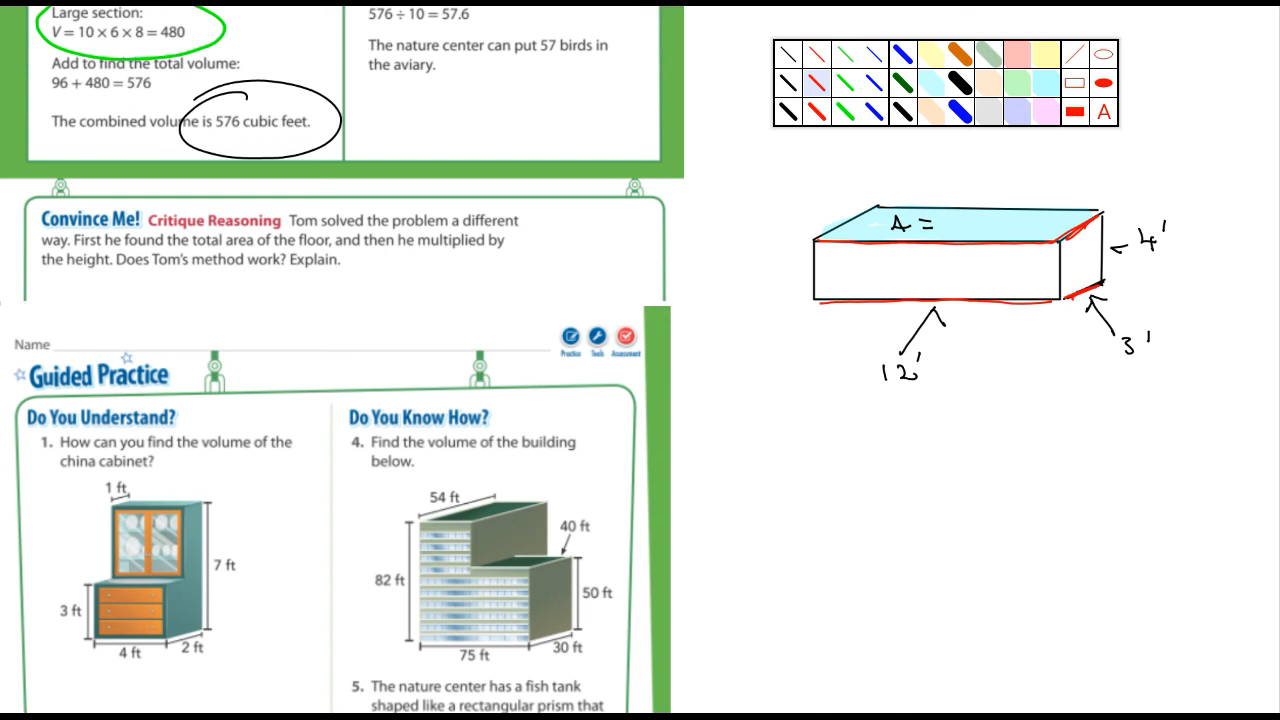 Large section:
V = 10 × 6 × 8 = 480
Add to find the total volume:
96 + 480 = 576
The combined volume is 576 cubic feet.
576 ÷ 10 = 57.6
The nature center can put 57 birds in
the aviary.
Convince Me! Critique Reasoning Tom solved the problem a different
way. First he found the total area of the floor, and then he multiplied by
the height. Does Tom's method work? Explain.
Name
Practice Tools Assessment
Guided Practice
Do You Understand?
1. How can you find the volume of the
china cabinet?
1 ft
7 ft
3 ft
4 ft
2 ft
Do You Know How?
4. Find the volume of the building
below.
54 ft
40 ft
82 ft
50 ft
75 ft
30 ft
5. The nature center has a fish tank
shaped like a rectangular prism that
A
A =
4'
3'
12'